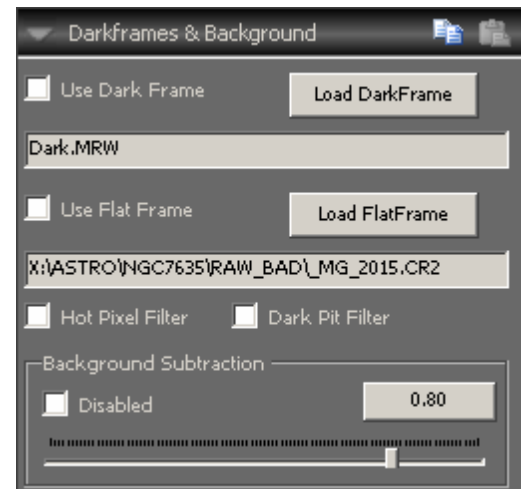 Darkframes & Background
Use Dark Frame Load DarkFrame
Dark.MRW
Use Flat Frame Load FlatFrame
X:\ASTRO\NGC7635\RAW_BAD\_MG_2015.CR2
Hot Pixel Filter Dark Pit Filter
Background Subtraction
Disabled 0.80